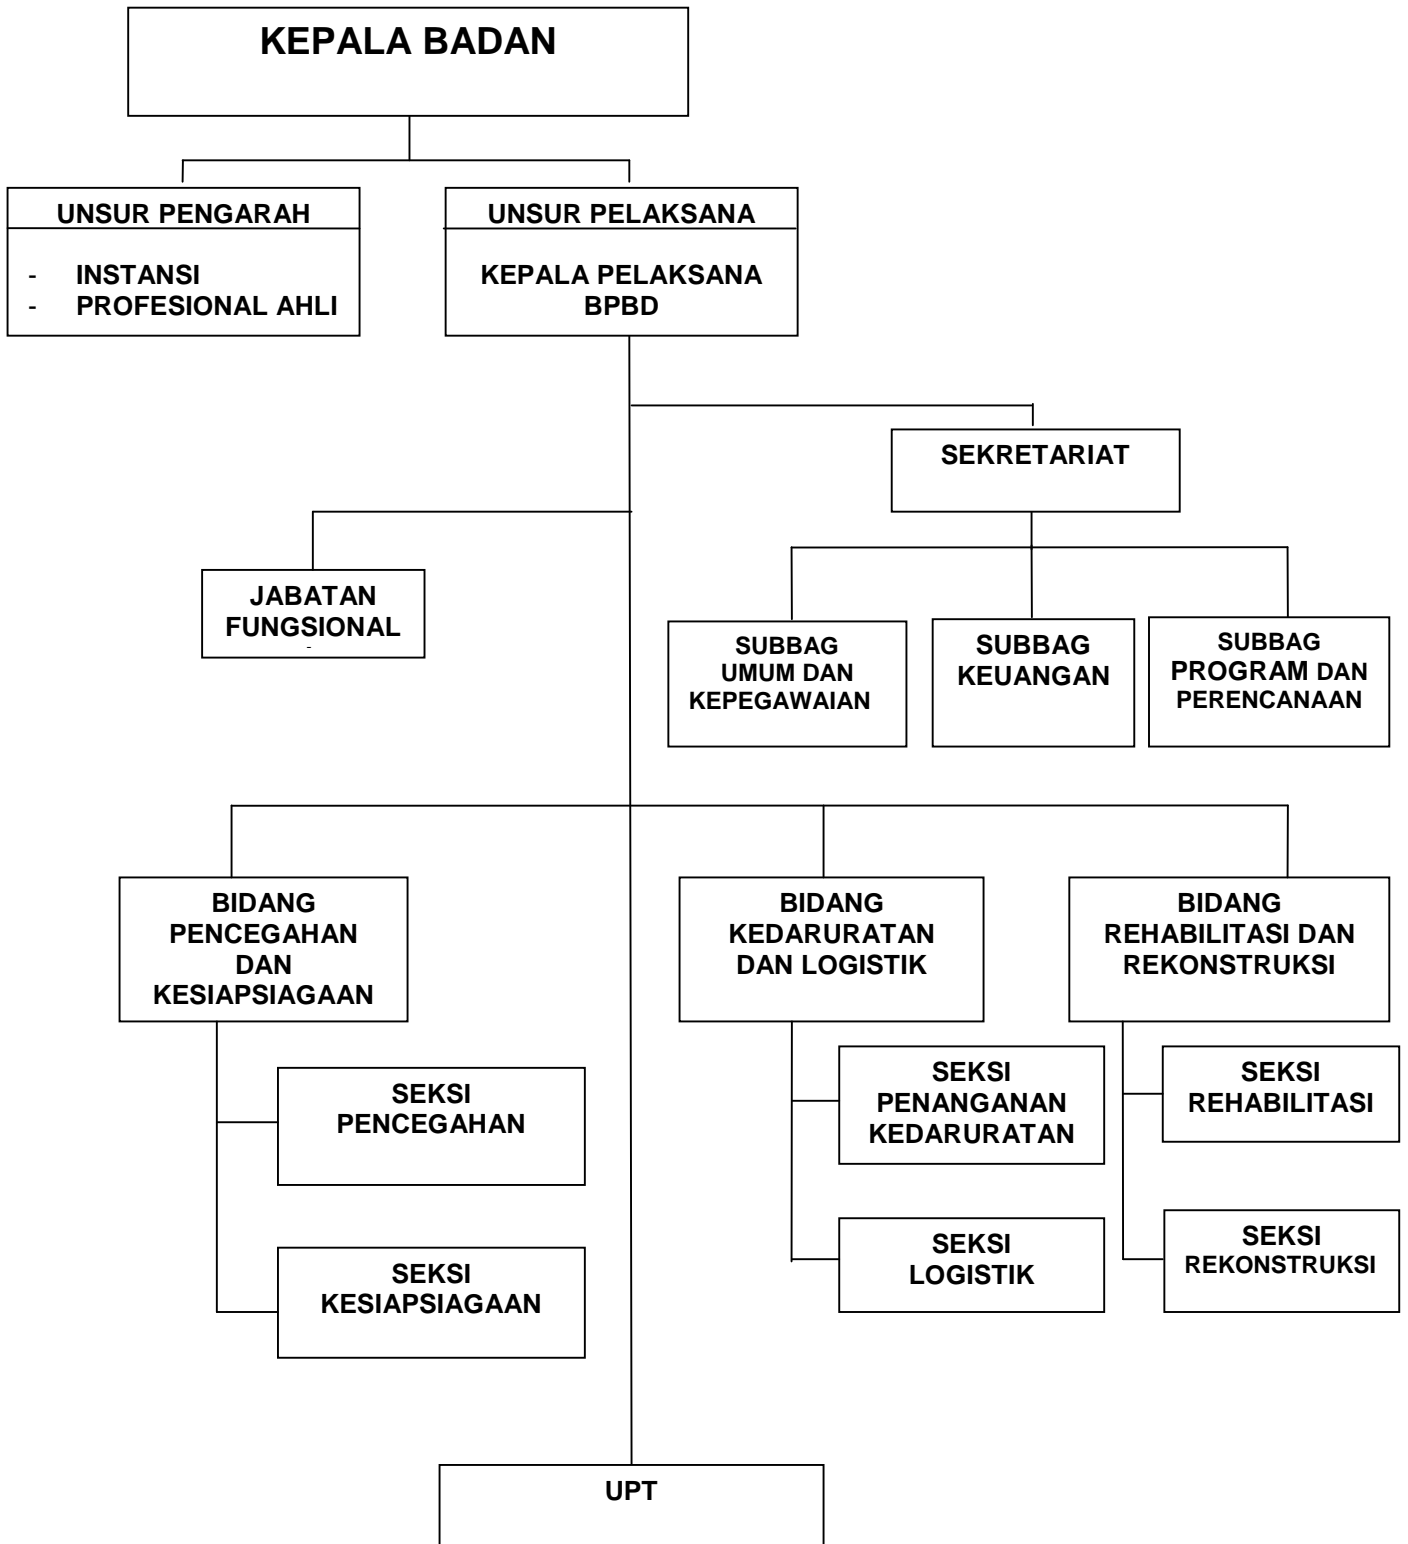 KEPALA BADAN
UNSUR PENGARAH
- INSTANSI
- PROFESIONAL AHLI
UNSUR PELAKSANA
KEPALA PELAKSANA
BPBD
SEKRETARIAT
JABATAN
FUNGSIONAL
-
SUBBAG
UMUM DAN
KEPEGAWAIAN
SUBBAG
KEUANGAN
SUBBAG
PROGRAM DAN
PERENCANAAN
BIDANG
PENCEGAHAN
DAN
KESIAPSIAGAAN
BIDANG
KEDARURATAN
DAN LOGISTIK
BIDANG
REHABILITASI DAN
REKONSTRUKSI
SEKSI
PENCEGAHAN
SEKSI
PENANGANAN
KEDARURATAN
SEKSI
REHABILITASI
SEKSI
KESIAPSIAGAAN
SEKSI
LOGISTIK
SEKSI
REKONSTRUKSI
UPT